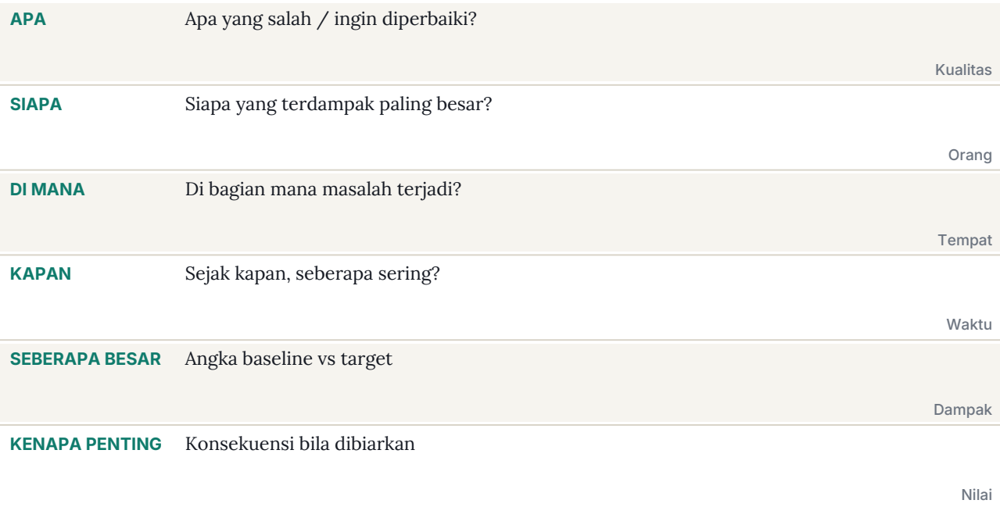 APA Apa yang salah / ingin diperbaiki?
Kualitas
SIAPA Siapa yang terdampak paling besar?
Orang
DI MANA Di bagian mana masalah terjadi?
Tempat
KAPAN Sejak kapan, seberapa sering?
Waktu
SEBERAPA BESAR Angka baseline vs target
Dampak
KENAPA PENTING Konsekuensi bila dibiarkan
Nilai